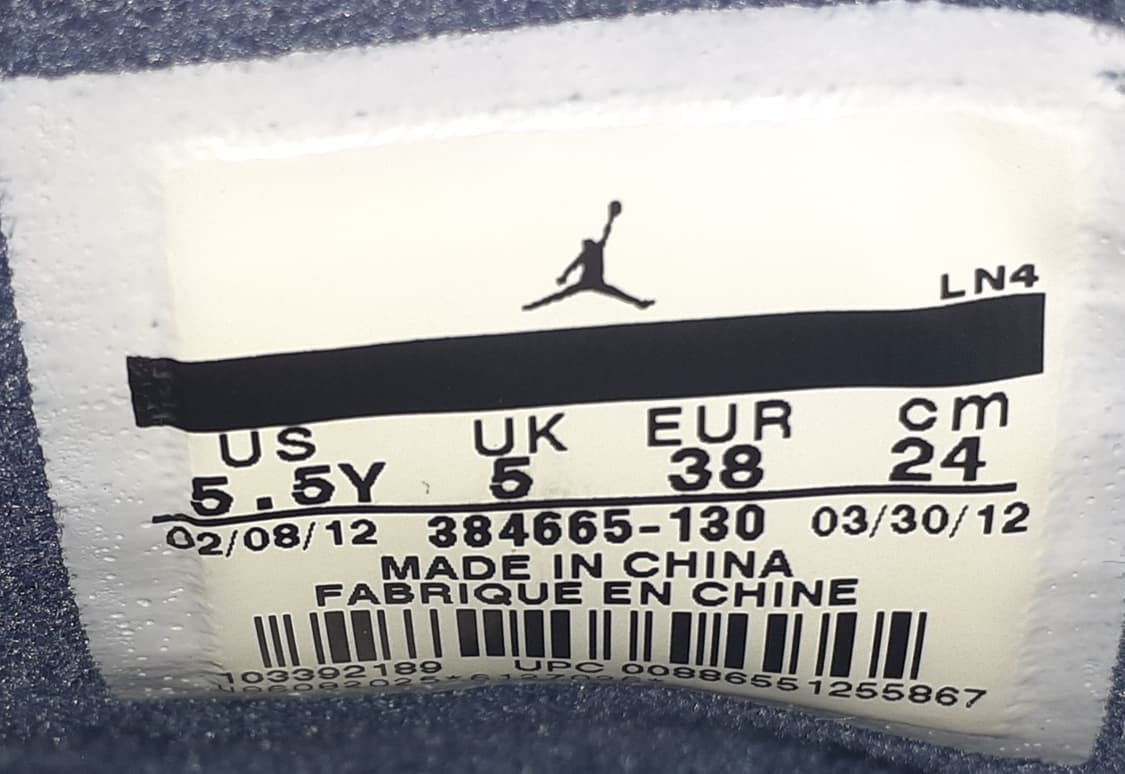 LN4
US UK EUR cm
5.5Y 5 38 24
02/08/12 384665-130 03/30/12
MADE IN CHINA
FABRIQUE EN CHINE
103392189 UPC 00886551255867